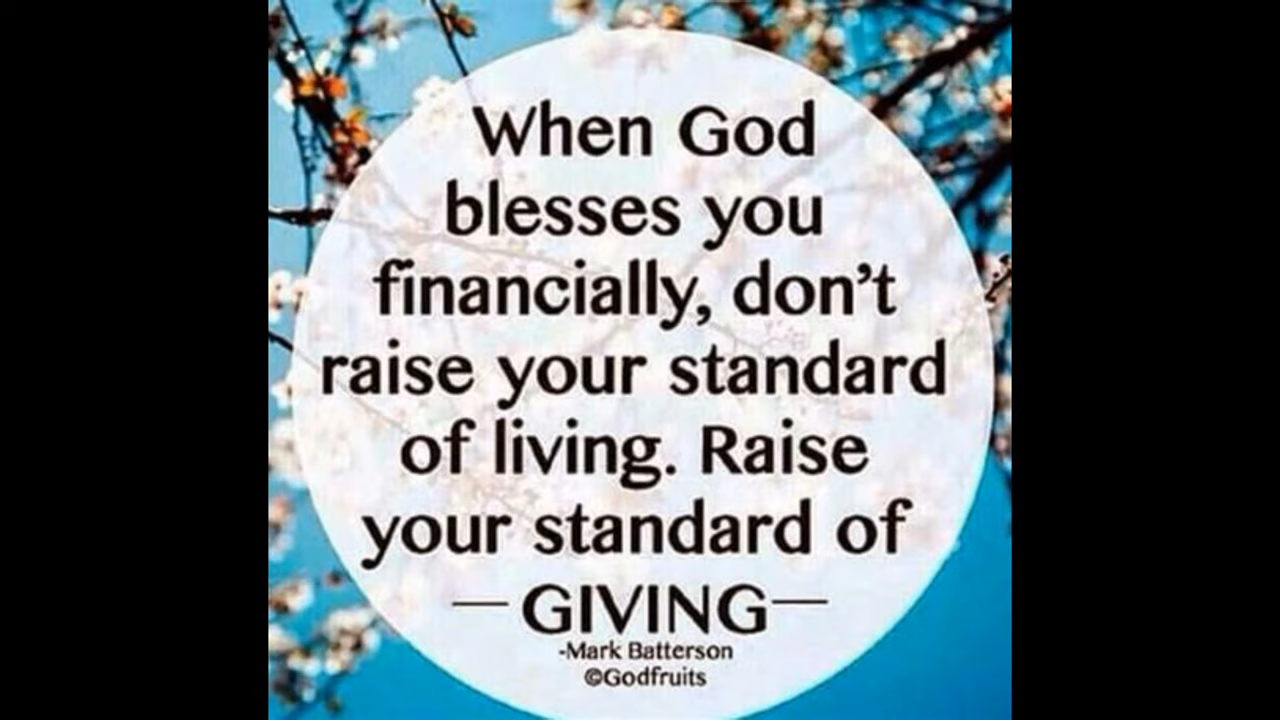 When God
blesses you
financially, don't
raise your standard
of living. Raise
your standard of
—GIVING—
-Mark Batterson
©Godfruits